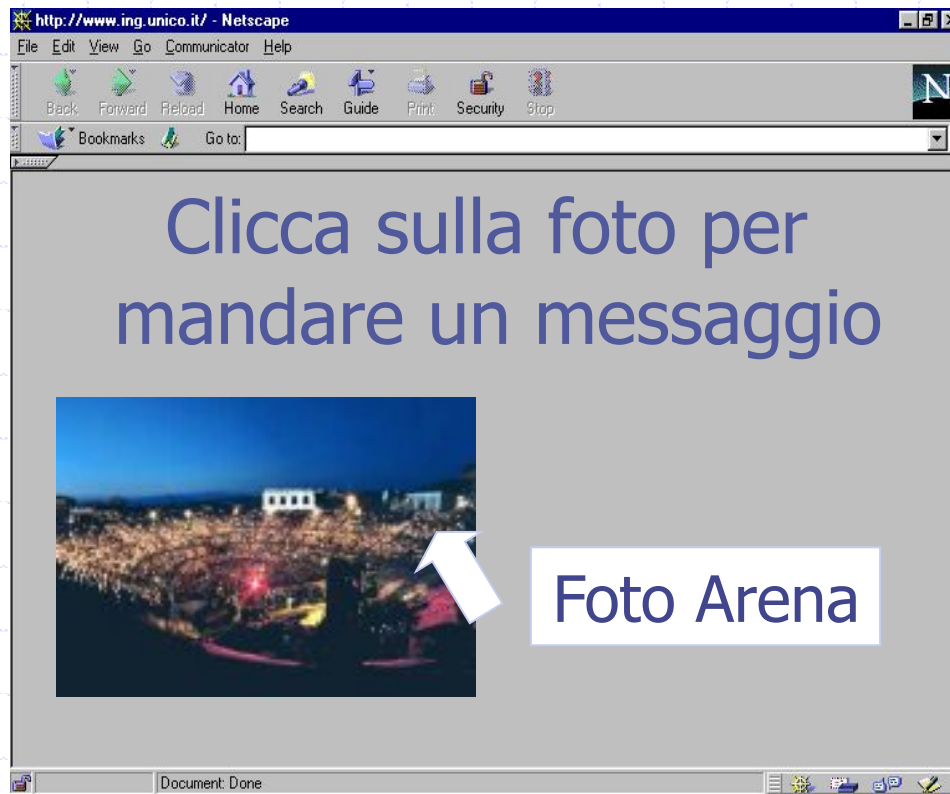 http://www.ing.unico.it/ - Netscape
File Edit View Go Communicator Help
Back Forward Reload Home Search Guide Print Security Stop
N
Bookmarks Go to:
Clicca sulla foto per
mandare un messaggio
Foto Arena
Document: Done